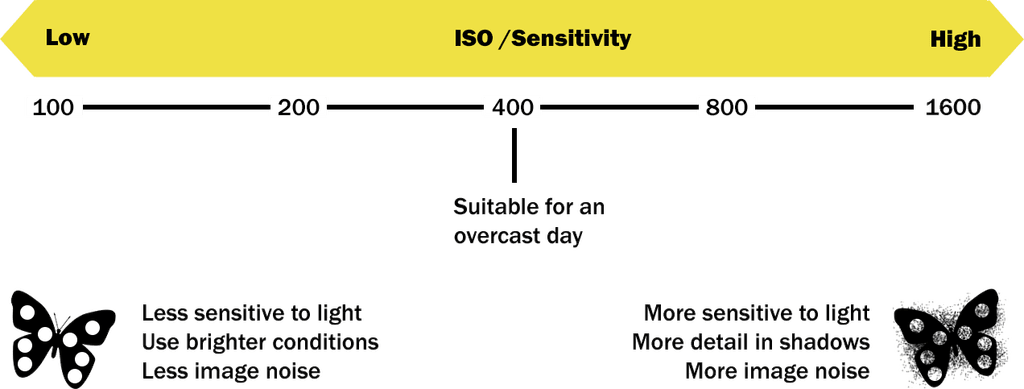 Low ISO /Sensitivity High
100 200 400 800 1600
Suitable for an
overcast day
Less sensitive to light
Use brighter conditions
Less image noise
More sensitive to light
More detail in shadows
More image noise